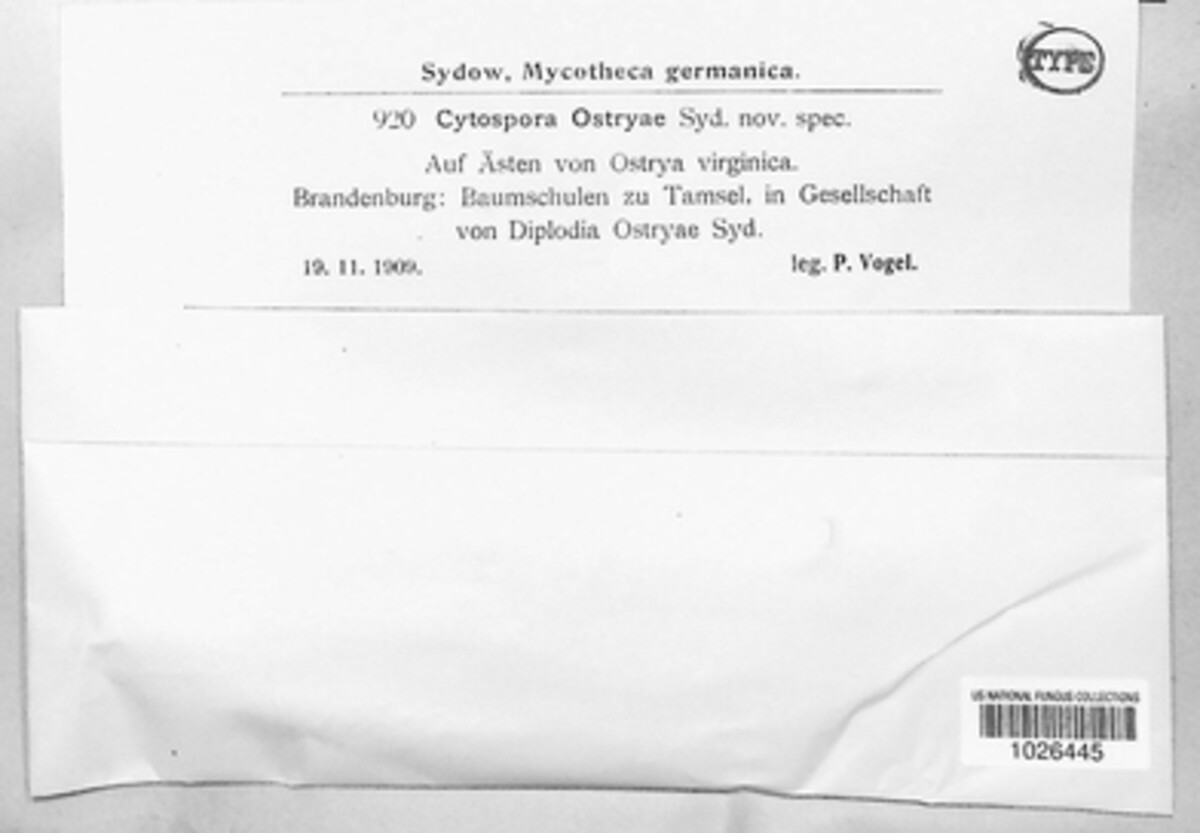 TYPE
Sydow, Mycotheca germanica.
920 Cytospora Ostryae Syd. nov. spec.
Auf Ästen von Ostrya virginica.
Brandenburg: Baumschulen zu Tamsel, in Gesellschaft
von Diplodia Ostryae Syd.
19. 11. 1909. leg. P. Vogel.
US NATIONAL FUNGUS COLLECTIONS
1026445